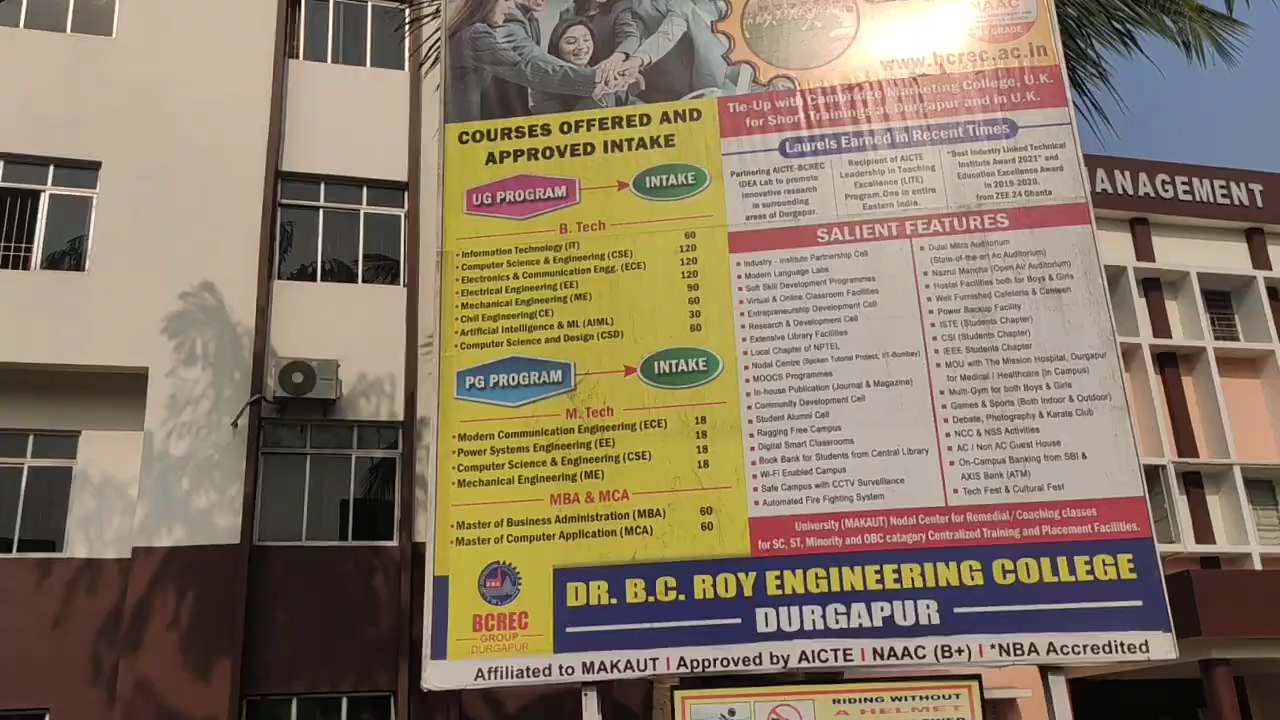 NAAC
GRADE
www.bcrec.ac.in
Tie-Up with Cambridge Marketing College, U.K.
for Short Trainings at Durgapur and in U.K.
COURSES OFFERED AND
APPROVED INTAKE
UG PROGRAM
INTAKE
B. Tech
• Information Technology (IT) 60
• Computer Science & Engineering (CSE) 120
• Electronics & Communication Engg. (ECE) 120
• Electrical Engineering (EE) 120
• Mechanical Engineering (ME) 90
• Civil Engineering(CE) 60
• Artificial Intelligence & ML (AIML) 30
• Computer Science and Design (CSD) 60
PG PROGRAM
INTAKE
M. Tech
• Modern Communication Engineering (ECE) 18
• Power Systems Engineering (EE) 18
• Computer Science & Engineering (CSE) 18
• Mechanical Engineering (ME) 18
MBA & MCA
• Master of Business Administration (MBA) 60
• Master of Computer Application (MCA) 60
Laurels Earned in Recent Times
Partnering AICTE-BCREC
IDEA Lab to promote
innovative research
in surrounding
areas of Durgapur.
Recipient of AICTE
Leadership in Teaching
Excellence (LITE)
Program.One in entire
Eastern India.
"Best Industry Linked Technical
Institute Award 2021" and
Education Excellence Award
in 2019-2020,
from ZEE 24 Ghanta
SALIENT FEATURES
Industry - Institute Partnership Cell
Modern Language Labs
Soft Skill Development Programmes
Virtual & Online Classroom Facilities
Entrepreneurship Development Cell
Research & Development Cell
Extensive Library Facilities
Local Chapter of NPTEL
Nodal Centre (Spoken Tutorial Project, IIT-Bombay)
MOOCS Programmes
In-house Publication (Journal & Magazine)
Community Development Cell
Student Alumni Cell
Ragging Free Campus
Digital Smart Classrooms
Book Bank for Students from Central Library
Wi-Fi Enabled Campus
Safe Campus with CCTV Surveillance
Automated Fire Fighting System
Dulal Mitra Auditorium
(State-of-the-art Ac Auditorium)
Nazrul Mancha (Open Air Auditorium)
Hostel Facilities both for Boys & Girls
Well Furnished Cafeteria & Canteen
Power Backup Facility
ISTE (Students Chapter)
CSI (Students Chapter)
IEEE Students Chapter
MOU with The Mission Hospital, Durgapur
for Medical / Healthcare (in Campus)
Multi-Gym for both Boys & Girls
Games & Sports (Both Indoor & Outdoor)
Debate, Photography & Karate Club
NCC & NSS Activities
AC / Non AC Guest House
On-Campus Banking from SBI &
AXIS Bank (ATM)
Tech Fest & Cultural Fest
University (MAKAUT) Nodal Center for Remedial/ Coaching classes
for SC, ST, Minority and OBC catagory Centralized Training and Placement Facilities.
BCREC
GROUP
DURGAPUR
DR. B.C. ROY ENGINEERING COLLEGE
DURGAPUR
Affiliated to MAKAUT I Approved by AICTE I NAAC (B+) I *NBA Accredited
ANAGEMENT
RIDING WITHOUT
A HELMET